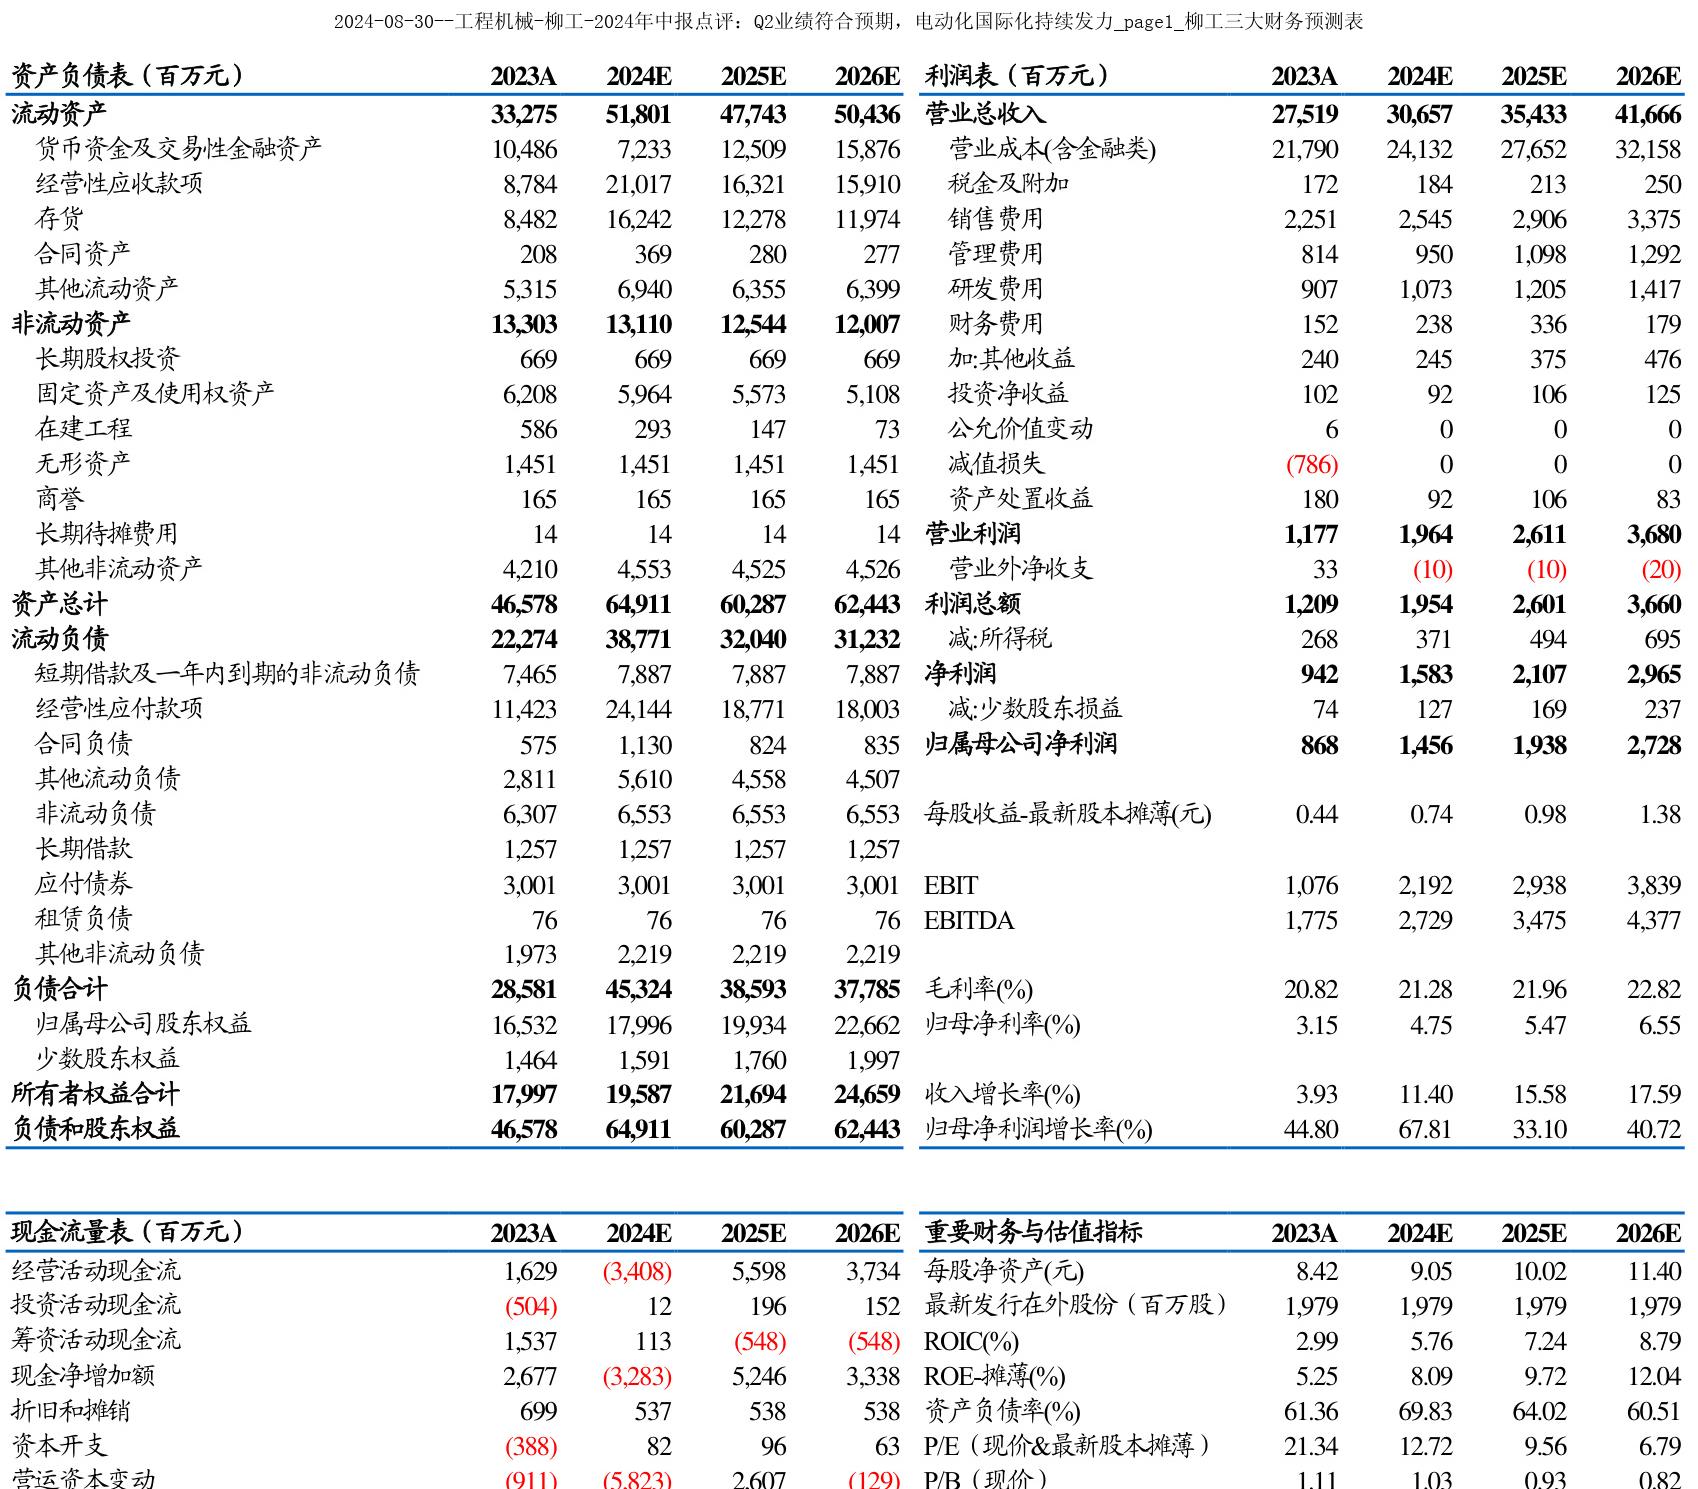 2024-08-30--工程机械-柳工-2024年中报点评：Q2业绩符合预期，电动化国际化持续发力_page1_柳工三大财务预测表
资产负债表（百万元） 2023A 2024E 2025E 2026E 利润表（百万元） 2023A 2024E 2025E 2026E
流动资产 33,275 51,801 47,743 50,436 营业总收入 27,519 30,657 35,433 41,666
货币资金及交易性金融资产 10,486 7,233 12,509 15,876 营业成本(含金融类) 21,790 24,132 27,652 32,158
经营性应收款项 8,784 21,017 16,321 15,910 税金及附加 172 184 213 250
存货 8,482 16,242 12,278 11,974 销售费用 2,251 2,545 2,906 3,375
合同资产 208 369 280 277 管理费用 814 950 1,098 1,292
其他流动资产 5,315 6,940 6,355 6,399 研发费用 907 1,073 1,205 1,417
非流动资产 13,303 13,110 12,544 12,007 财务费用 152 238 336 179
长期股权投资 669 669 669 669 加:其他收益 240 245 375 476
固定资产及使用权资产 6,208 5,964 5,573 5,108 投资净收益 102 92 106 125
在建工程 586 293 147 73 公允价值变动 6 0 0 0
无形资产 1,451 1,451 1,451 1,451 减值损失 (786) 0 0 0
商誉 165 165 165 165 资产处置收益 180 92 106 83
长期待摊费用 14 14 14 14 营业利润 1,177 1,964 2,611 3,680
其他非流动资产 4,210 4,553 4,525 4,526 营业外净收支 33 (10) (10) (20)
资产总计 46,578 64,911 60,287 62,443 利润总额 1,209 1,954 2,601 3,660
流动负债 22,274 38,771 32,040 31,232 减:所得税 268 371 494 695
短期借款及一年内到期的非流动负债 7,465 7,887 7,887 7,887 净利润 942 1,583 2,107 2,965
经营性应付款项 11,423 24,144 18,771 18,003 减:少数股东损益 74 127 169 237
合同负债 575 1,130 824 835 归属母公司净利润 868 1,456 1,938 2,728
其他流动负债 2,811 5,610 4,558 4,507
非流动负债 6,307 6,553 6,553 6,553 每股收益-最新股本摊薄(元) 0.44 0.74 0.98 1.38
长期借款 1,257 1,257 1,257 1,257
应付债券 3,001 3,001 3,001 3,001 EBIT 1,076 2,192 2,938 3,839
租赁负债 76 76 76 76 EBITDA 1,775 2,729 3,475 4,377
其他非流动负债 1,973 2,219 2,219 2,219
负债合计 28,581 45,324 38,593 37,785 毛利率(%) 20.82 21.28 21.96 22.82
归属母公司股东权益 16,532 17,996 19,934 22,662 归母净利率(%) 3.15 4.75 5.47 6.55
少数股东权益 1,464 1,591 1,760 1,997
所有者权益合计 17,997 19,587 21,694 24,659 收入增长率(%) 3.93 11.40 15.58 17.59
负债和股东权益 46,578 64,911 60,287 62,443 归母净利润增长率(%) 44.80 67.81 33.10 40.72
现金流量表（百万元） 2023A 2024E 2025E 2026E 重要财务与估值指标 2023A 2024E 2025E 2026E
经营活动现金流 1,629 (3,408) 5,598 3,734 每股净资产(元) 8.42 9.05 10.02 11.40
投资活动现金流 (504) 12 196 152 最新发行在外股份（百万股） 1,979 1,979 1,979 1,979
筹资活动现金流 1,537 113 (548) (548) ROIC(%) 2.99 5.76 7.24 8.79
现金净增加额 2,677 (3,283) 5,246 3,338 ROE-摊薄(%) 5.25 8.09 9.72 12.04
折旧和摊销 699 537 538 538 资产负债率(%) 61.36 69.83 64.02 60.51
资本开支 (388) 82 96 63 P/E（现价&最新股本摊薄） 21.34 12.72 9.56 6.79
营运资本变动 (911) (5,823) 2,607 (129) P/B（现价） 1.11 1.03 0.93 0.82